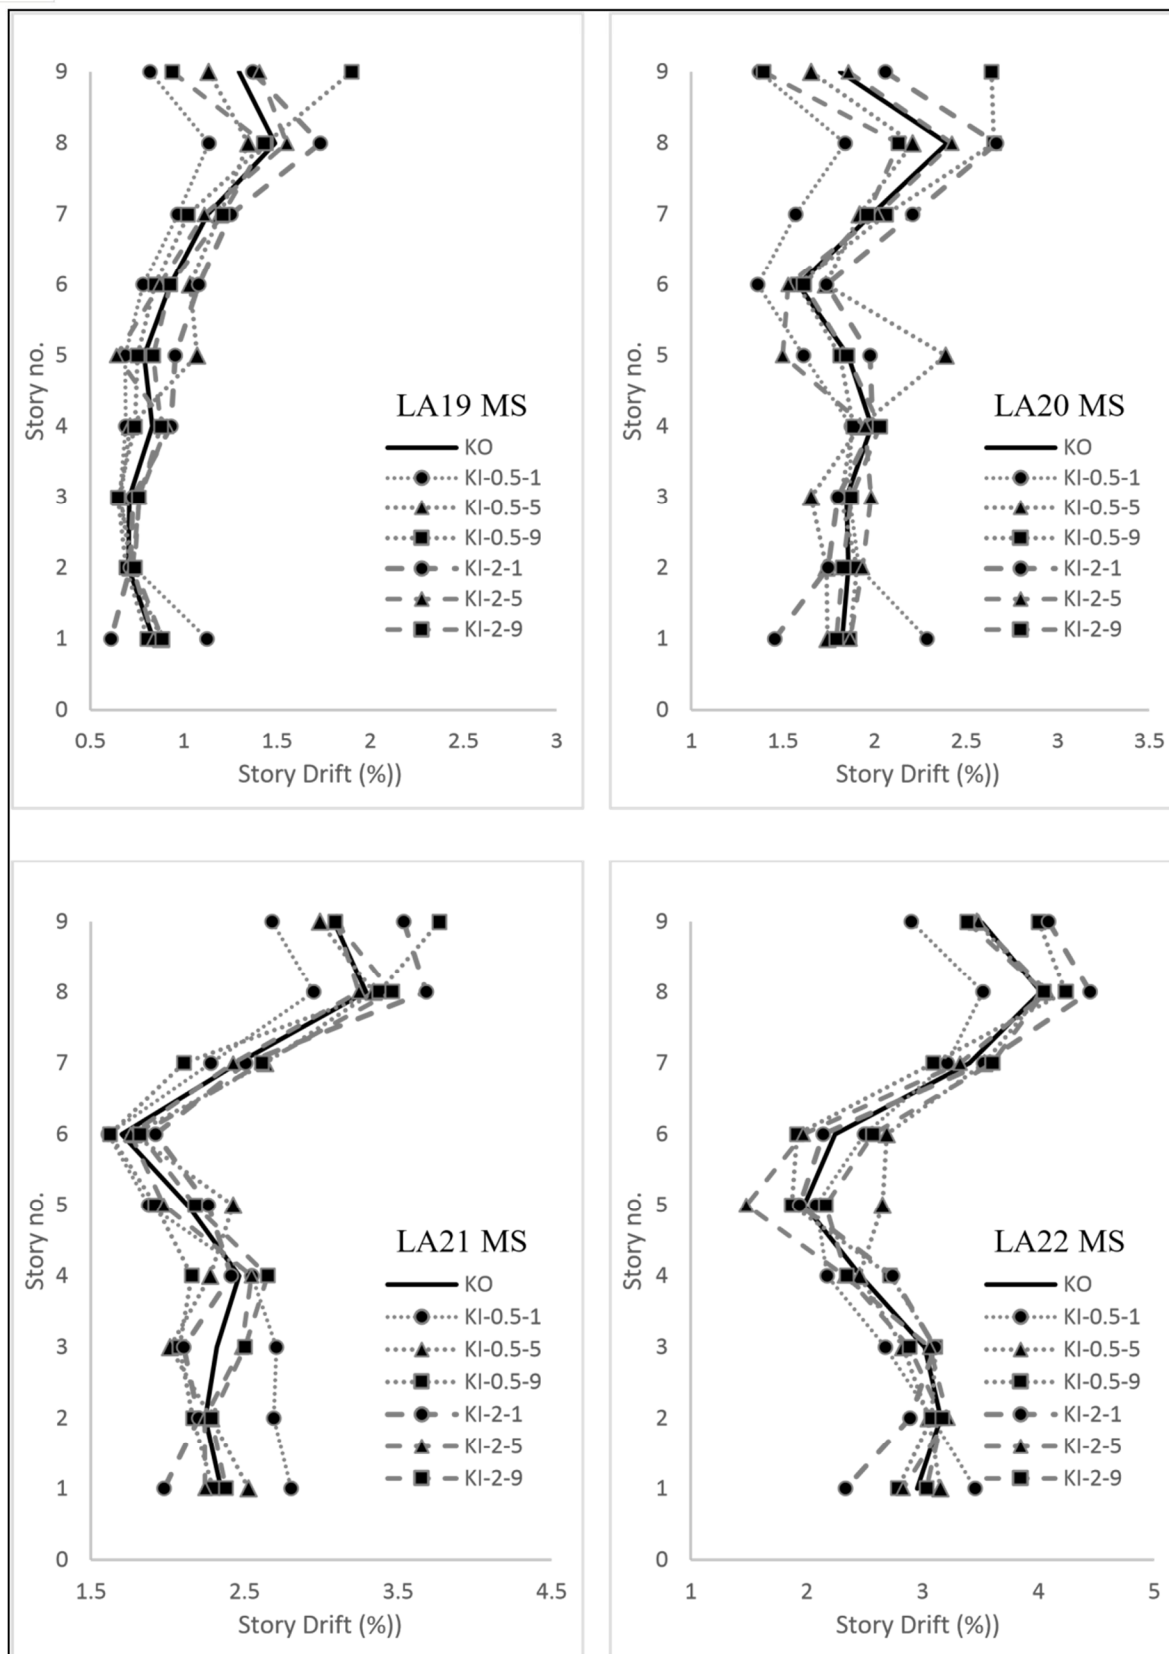 9
8
7
6
5
4
3
2
1
0
Story no.
LA19 MS
KO
KI-0.5-1
KI-0.5-5
KI-0.5-9
KI-2-1
KI-2-5
KI-2-9
0.5 1 1.5 2 2.5 3
Story Drift (%))
9
8
7
6
5
4
3
2
1
0
Story no.
LA20 MS
KO
KI-0.5-1
KI-0.5-5
KI-0.5-9
KI-2-1
KI-2-5
KI-2-9
1 1.5 2 2.5 3 3.5
Story Drift (%))
9
8
7
6
5
4
3
2
1
0
Story no.
LA21 MS
KO
KI-0.5-1
KI-0.5-5
KI-0.5-9
KI-2-1
KI-2-5
KI-2-9
1.5 2.5 3.5 4.5
Story Drift (%))
9
8
7
6
5
4
3
2
1
0
Story no.
LA22 MS
KO
KI-0.5-1
KI-0.5-5
KI-0.5-9
KI-2-1
KI-2-5
KI-2-9
1 2 3 4 5
Story Drift (%))